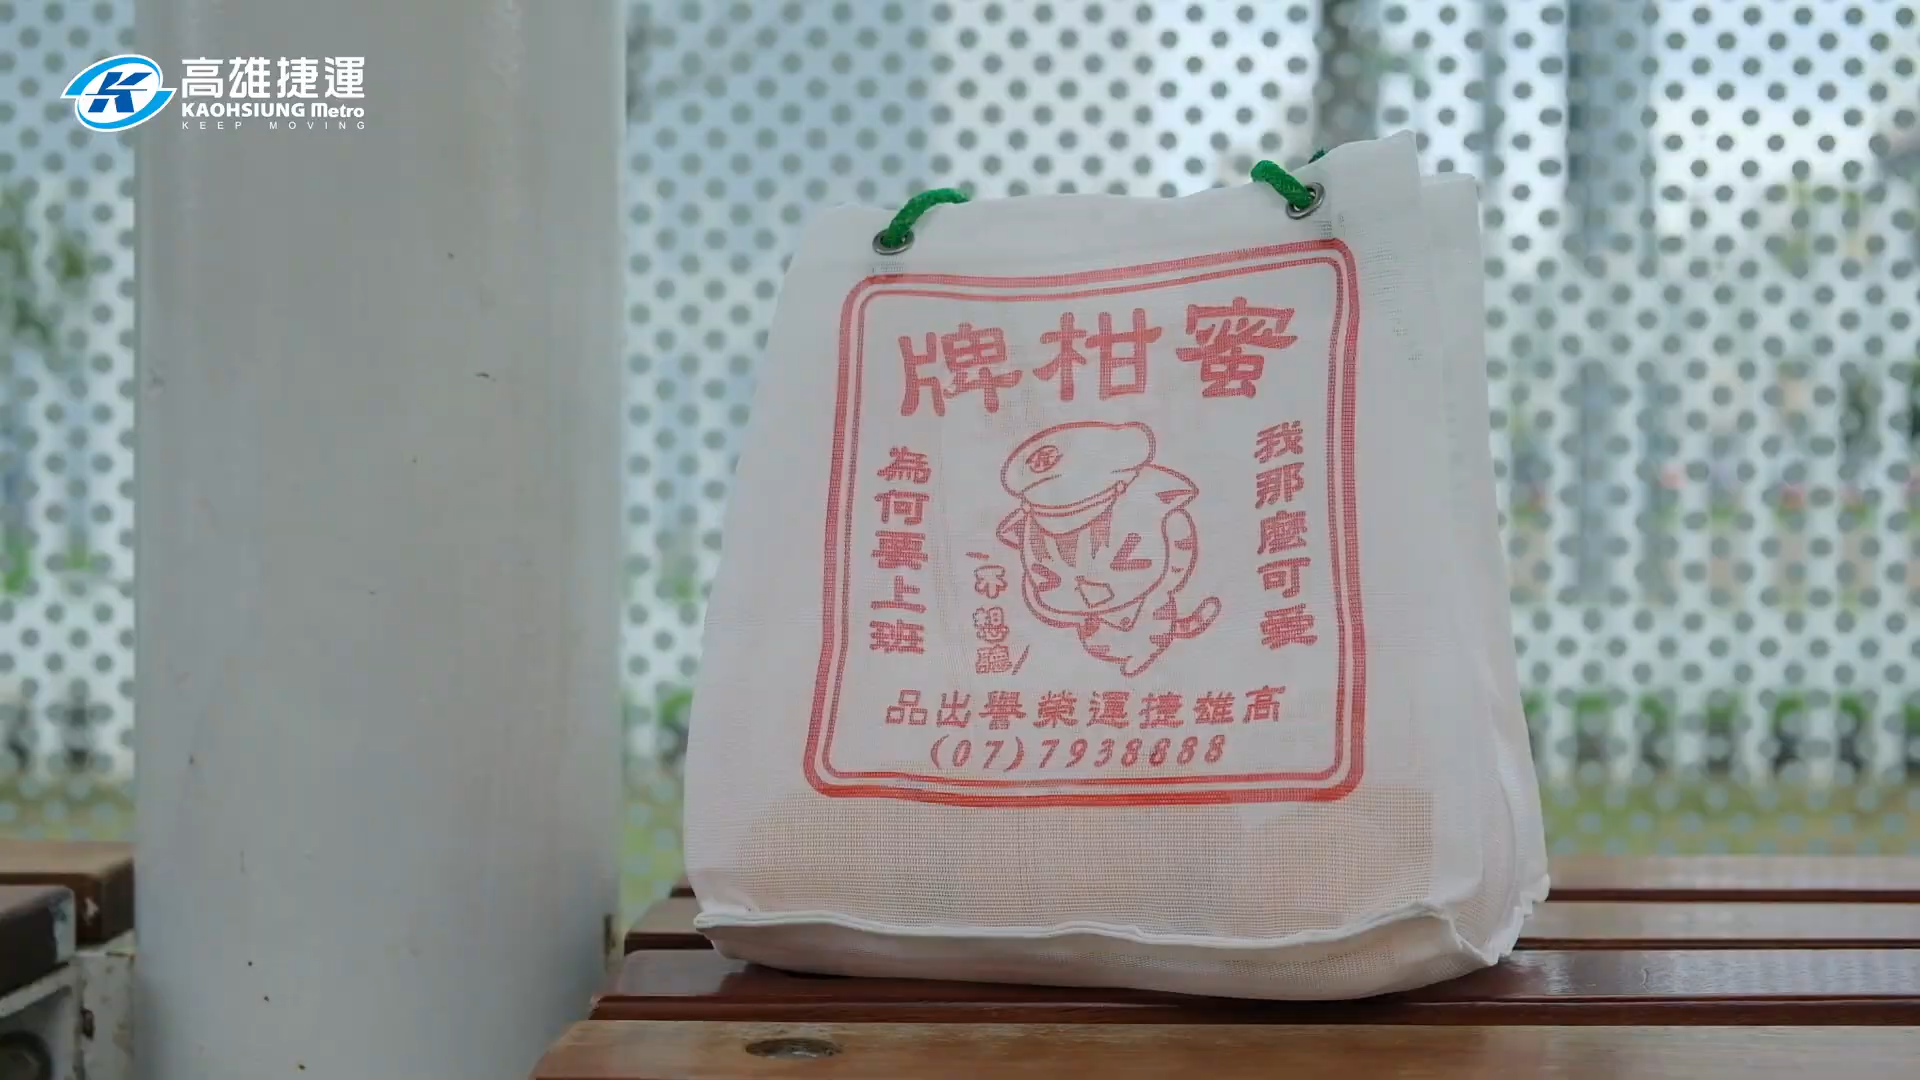 高雄捷運
KAOHSIUNG Metro
KEEP MOVING
蜜柑牌
我那麼可愛
為何要上班
不想聽
高雄捷運榮譽出品
(07)7938888